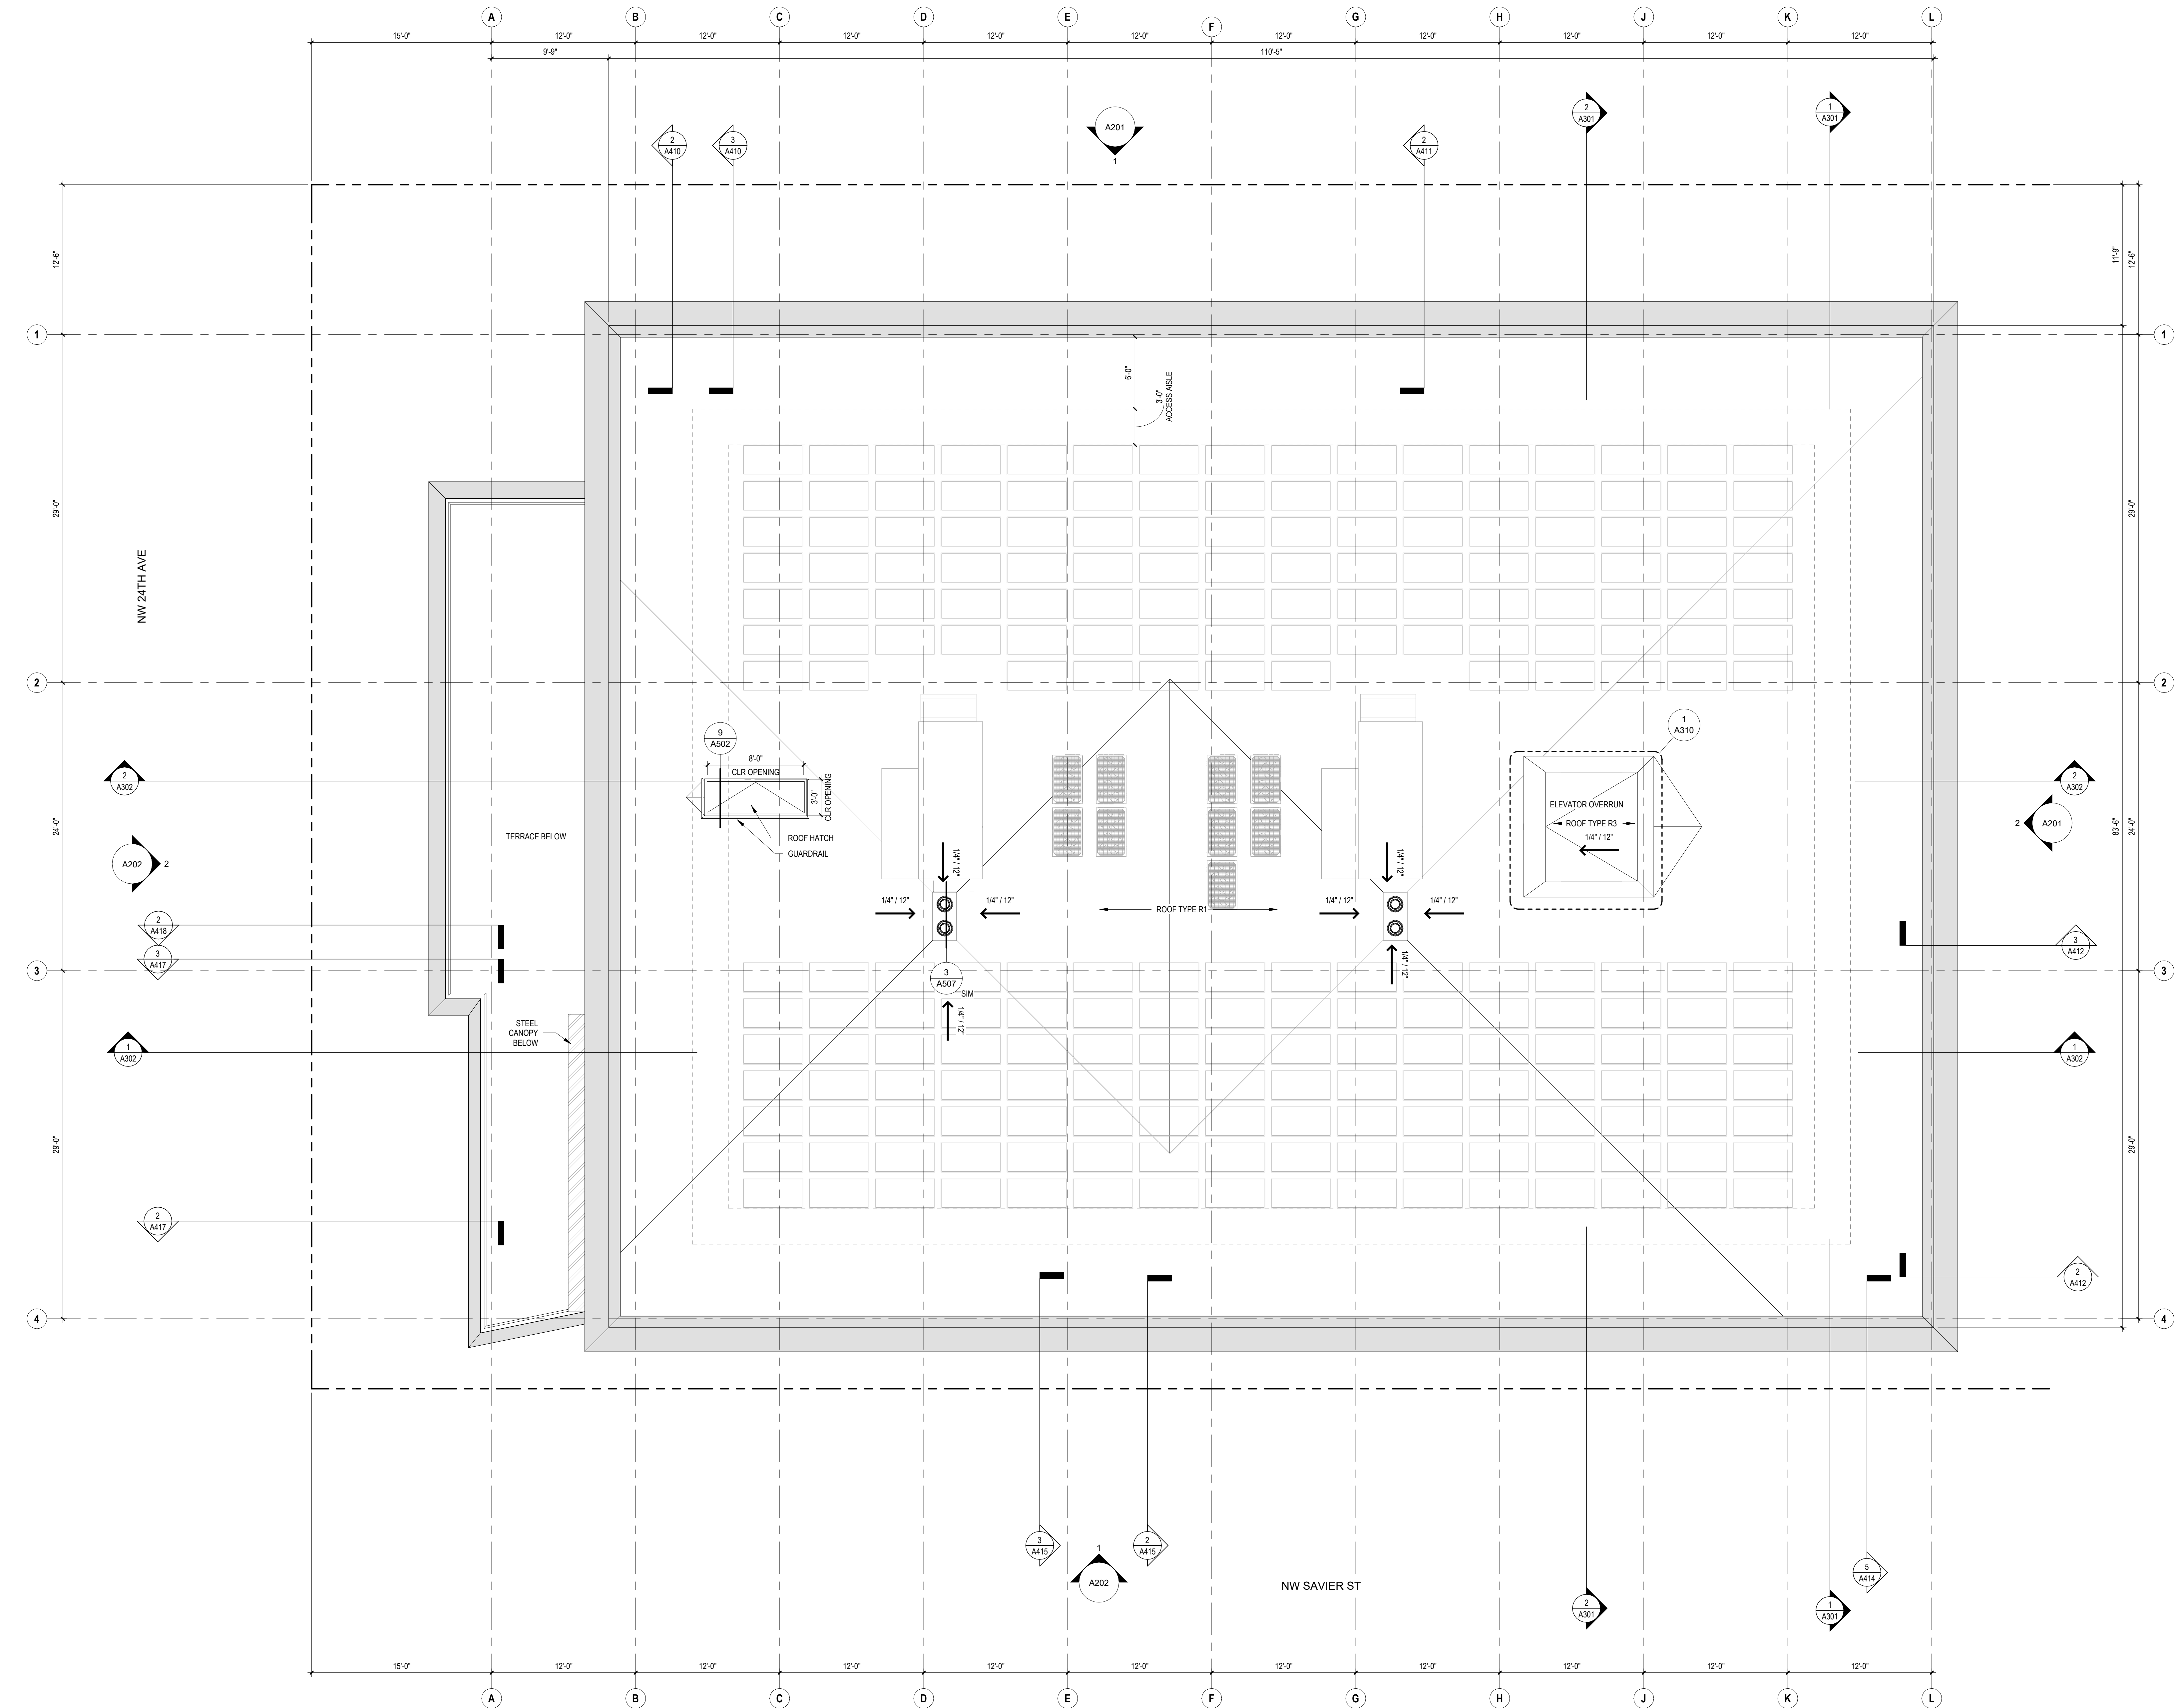 A B C D E F G H J K L
15'-0" 12'-0" 12'-0" 12'-0" 12'-0" 12'-0" 12'-0" 12'-0" 12'-0" 12'-0" 12'-0"
9'-9" 110'-5"
2 A410
3 A410
A201 1
2 A411
2 A301
1 A301
12'-6"
11'-9"
12'-6"
1
1
6'-0"
3'-0"
ACCESS AISLE
29'-0"
29'-0"
NW 24TH AVE
2
2
9 A502
1 A310
8'-0"
CLR OPENING
3'-0"
CLR OPENING
2 A302
2 A302
ELEVATOR OVERRUN
ROOF TYPE R3
1/4" / 12"
24'-0"
TERRACE BELOW
ROOF HATCH
GUARDRAIL
A202 2
2 A201
83'-6"
24'-0"
1/4" / 12"
1/4" / 12"
1/4" / 12"
1/4" / 12"
1/4" / 12"
1/4" / 12"
ROOF TYPE R1
2 A418
3 A417
3 A412
3
3
1/4" / 12"
3 A507
SIM
1/4" / 12"
STEEL
CANOPY
BELOW
1 A302
1 A302
29'-0"
29'-0"
2 A417
2 A412
4
4
3 A415
2 A415
5 A414
1
A202
NW SAVIER ST
2 A301
1 A301
15'-0" 12'-0" 12'-0" 12'-0" 12'-0" 12'-0" 12'-0" 12'-0" 12'-0" 12'-0" 12'-0"
A B C D E F G H J K L